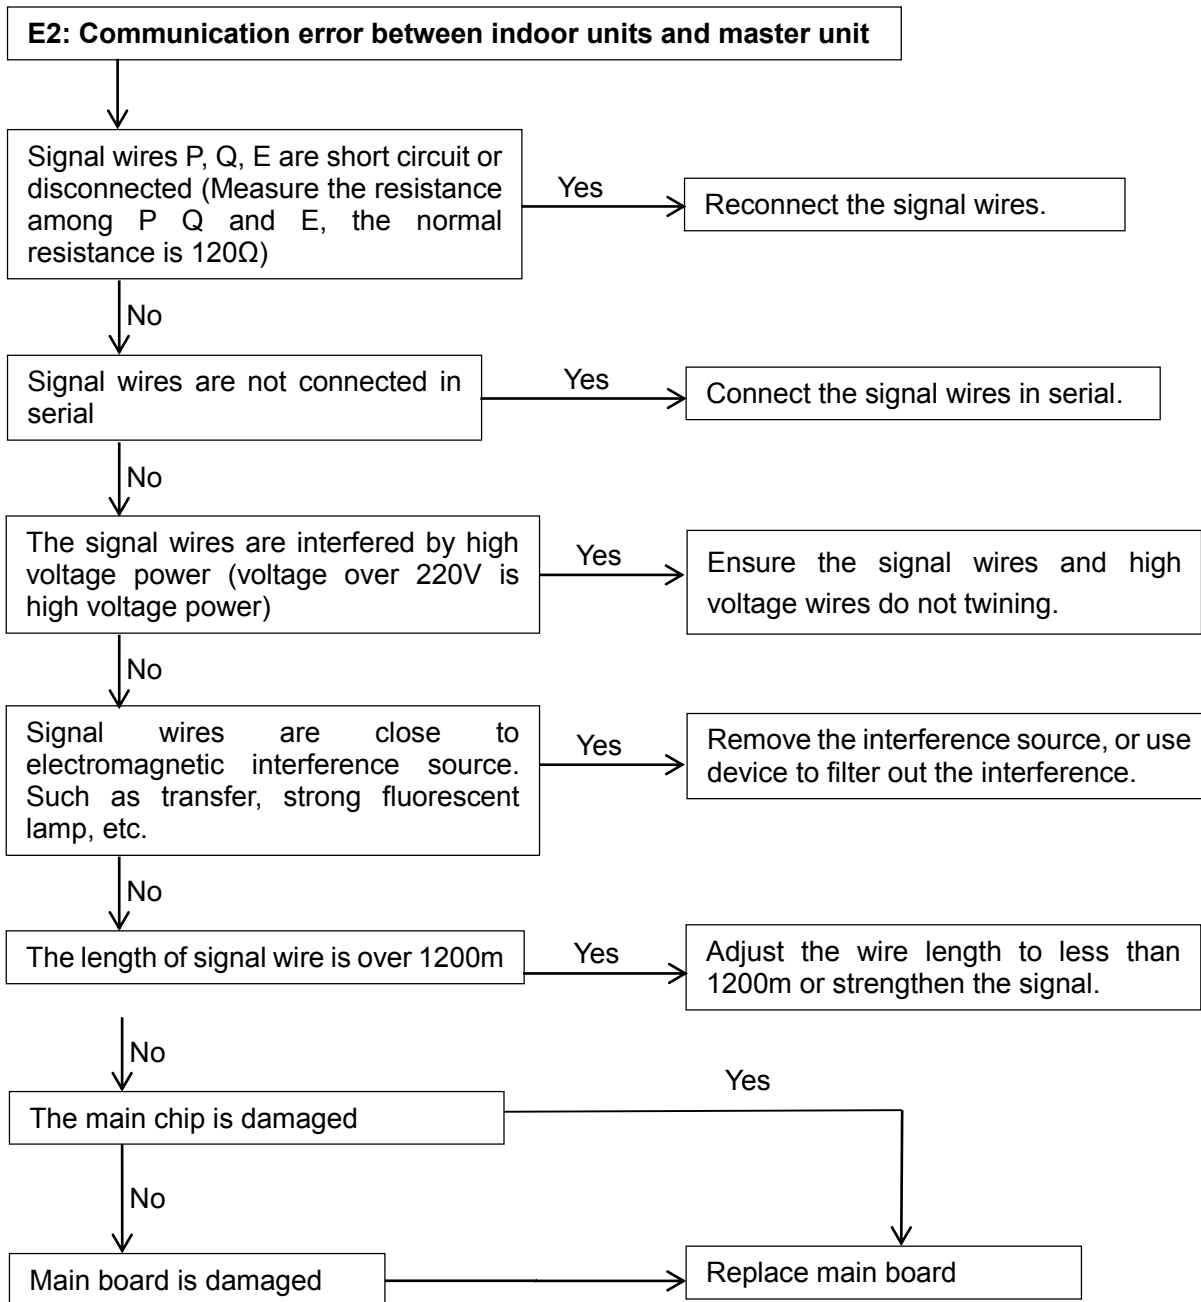 E2: Communication error between indoor units and master unit
Signal wires P, Q, E are short circuit or
disconnected (Measure the resistance
among P Q and E, the normal
resistance is 120Ω)
Yes
Reconnect the signal wires.
No
Signal wires are not connected in
serial
Yes
Connect the signal wires in serial.
No
The signal wires are interfered by high
voltage power (voltage over 220V is
high voltage power)
Yes
Ensure the signal wires and high
voltage wires do not twining.
No
Signal wires are close to
electromagnetic interference source.
Such as transfer, strong fluorescent
lamp, etc.
Yes
Remove the interference source, or use
device to filter out the interference.
No
The length of signal wire is over 1200m
Yes
Adjust the wire length to less than
1200m or strengthen the signal.
No
The main chip is damaged
Yes
No
Main board is damaged
Replace main board